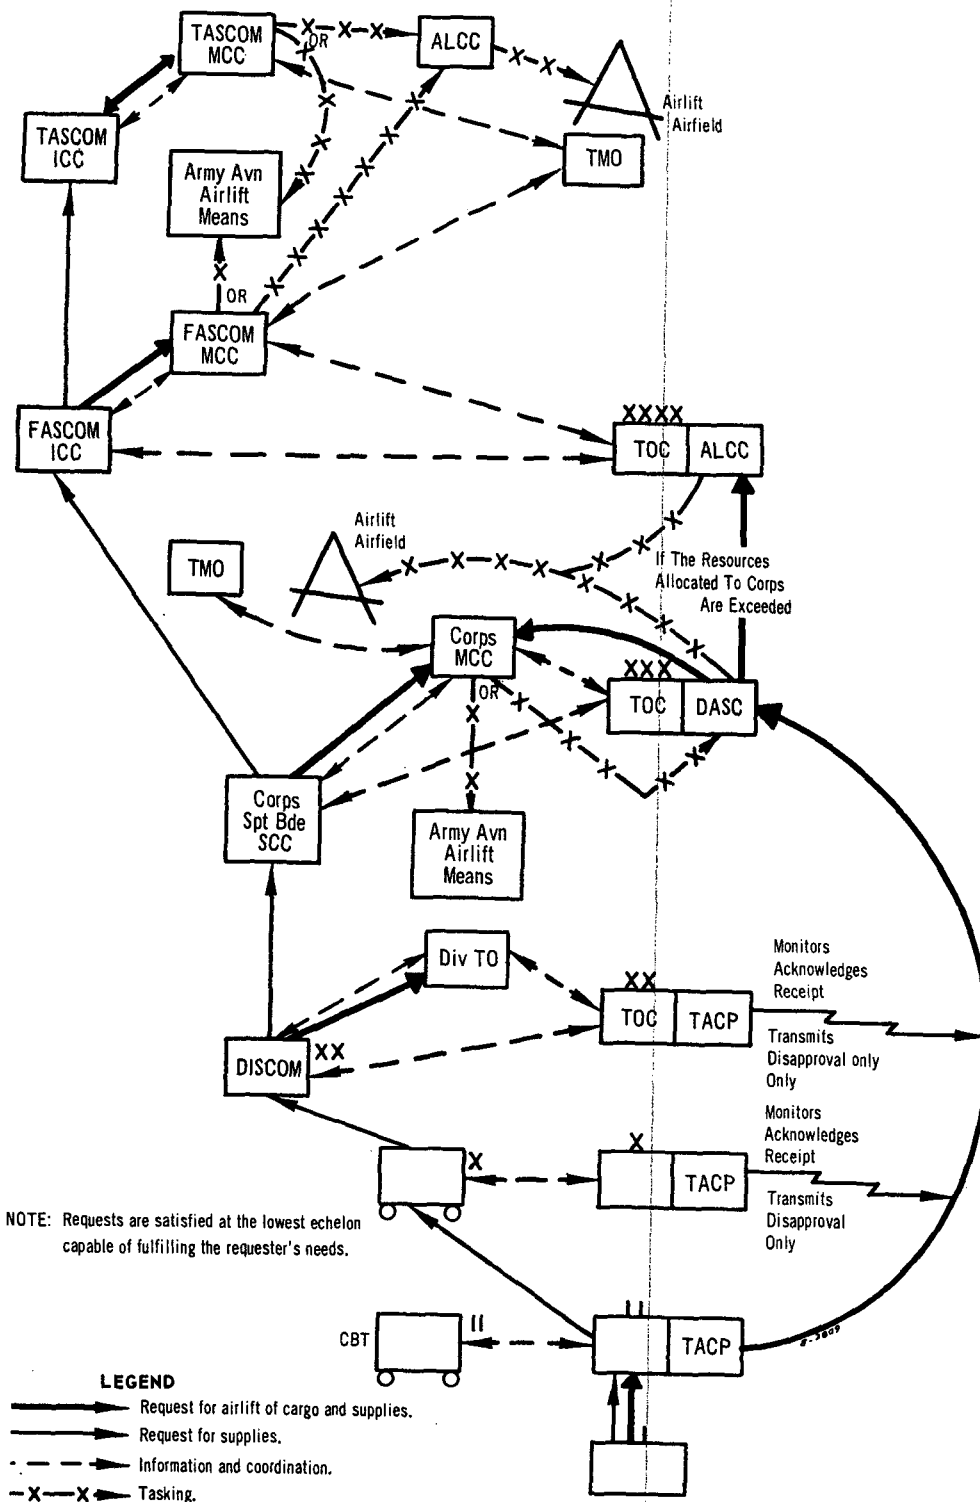 TASCOM
MCC
OR
ALCC
Airlift
Airfield
TASCOM
ICC
Army Avn
Airlift
Means
TMO
OR
FASCOM
MCC
FASCOM
ICC
XXXX
TOC
ALCC
Airlift
Airfield
TMO
If The Resources
Allocated To Corps
Are Exceeded
Corps
MCC
OR
XXX
TOC
DASC
Corps
Spt Bde
SCC
Army Avn
Airlift
Means
Div TO
XX
TOC
TACP
Monitors
Acknowledges
Receipt
Transmits
Disapproval only
Only
DISCOM
XX
X
X
TACP
Monitors
Acknowledges
Receipt
Transmits
Disapproval
Only
NOTE: Requests are satisfied at the lowest echelon
capable of fulfilling the requester's needs.
CBT
II
II
TACP
I
LEGEND
Request for airlift of cargo and supplies.
Request for supplies.
Information and coordination.
X X Tasking.